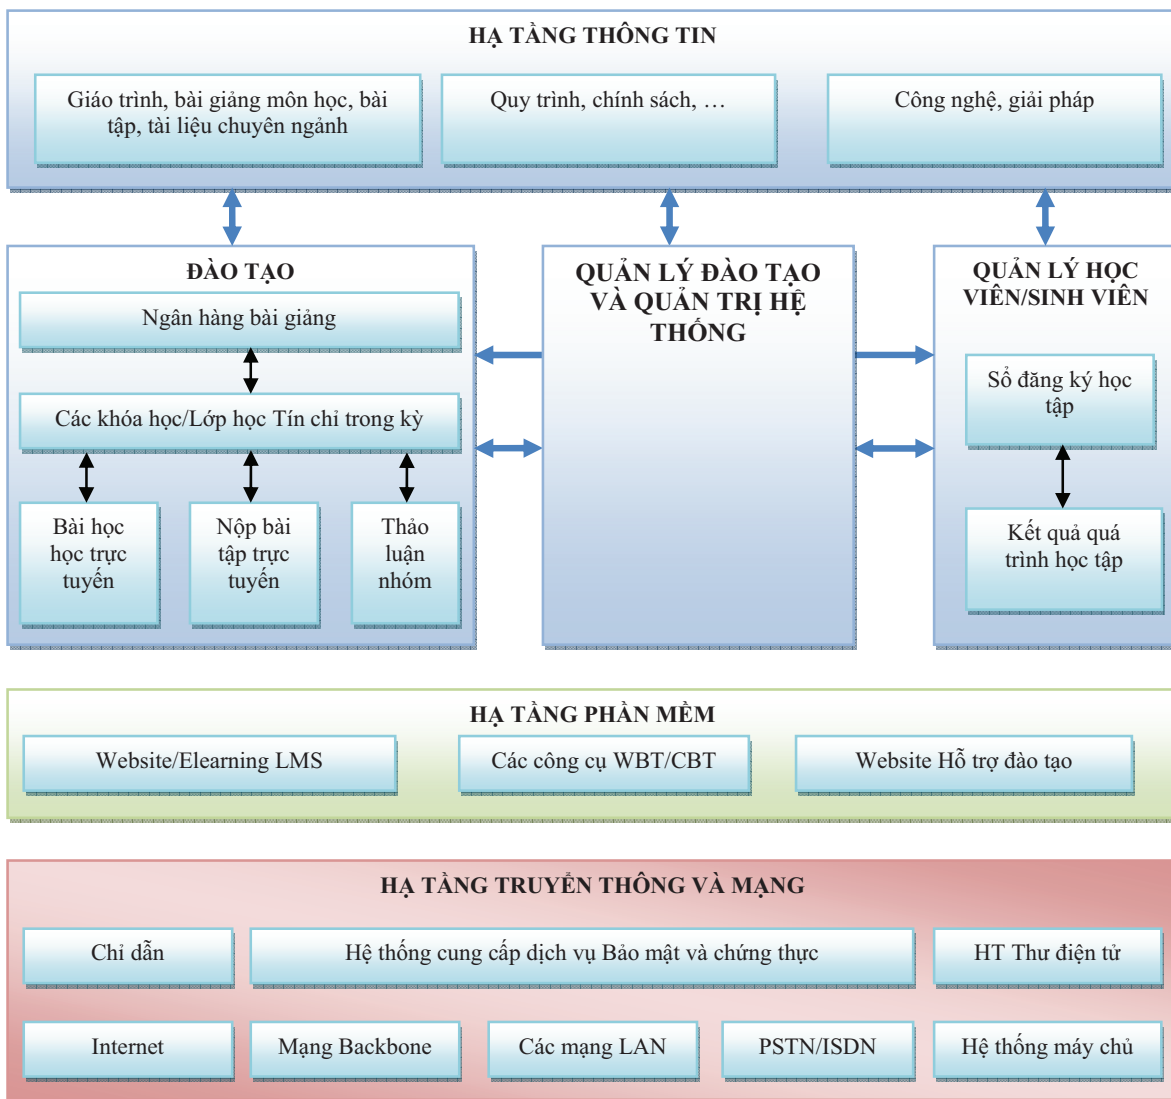 HẠ TẦNG THÔNG TIN
Giáo trình, bài giảng môn học, bài
tập, tài liệu chuyên ngành
Quy trình, chính sách, …
Công nghệ, giải pháp
ĐÀO TẠO
Ngân hàng bài giảng
Các khóa học/Lớp học Tín chỉ trong kỳ
Bài học
học trực
tuyến
Nộp bài
tập trực
tuyến
Thảo
luận
nhóm
QUẢN LÝ ĐÀO TẠO
VÀ QUẢN TRỊ HỆ
THỐNG
QUẢN LÝ HỌC
VIÊN/SINH VIÊN
Sổ đăng ký học
tập
Kết quả quá
trình học tập
HẠ TẦNG PHẦN MỀM
Website/Elearning LMS
Các công cụ WBT/CBT
Website Hỗ trợ đào tạo
HẠ TẦNG TRUYỀN THÔNG VÀ MẠNG
Chỉ dẫn
Hệ thống cung cấp dịch vụ Bảo mật và chứng thực
HT Thư điện tử
Internet
Mạng Backbone
Các mạng LAN
PSTN/ISDN
Hệ thống máy chủ